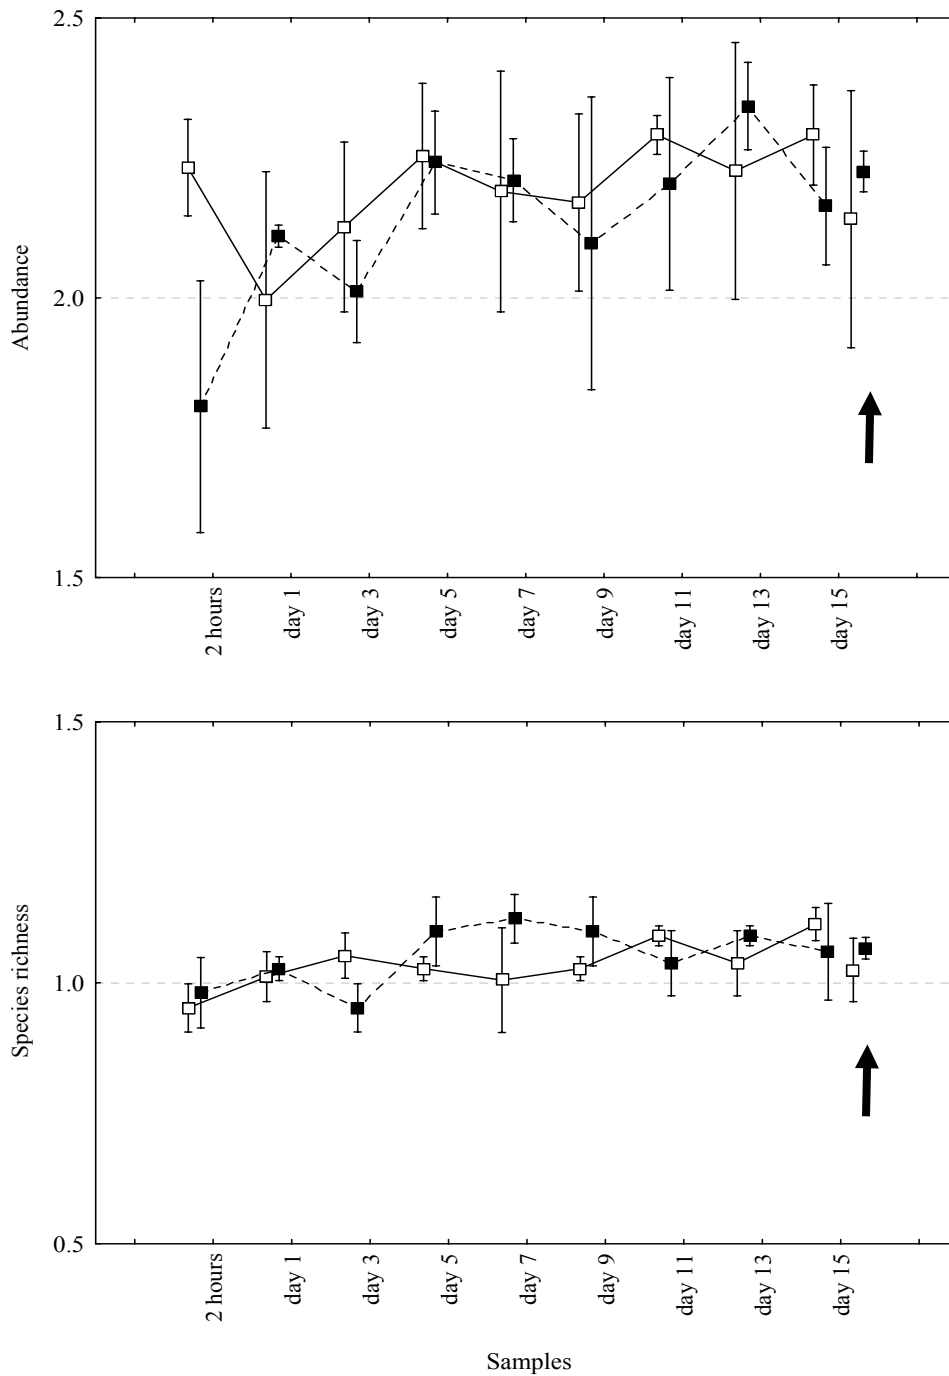 2.5
2.0
1.5
Abundance
2 hours
day 1
day 3
day 5
day 7
day 9
day 11
day 13
day 15
1.5
1.0
0.5
Species richness
2 hours
day 1
day 3
day 5
day 7
day 9
day 11
day 13
day 15
Samples